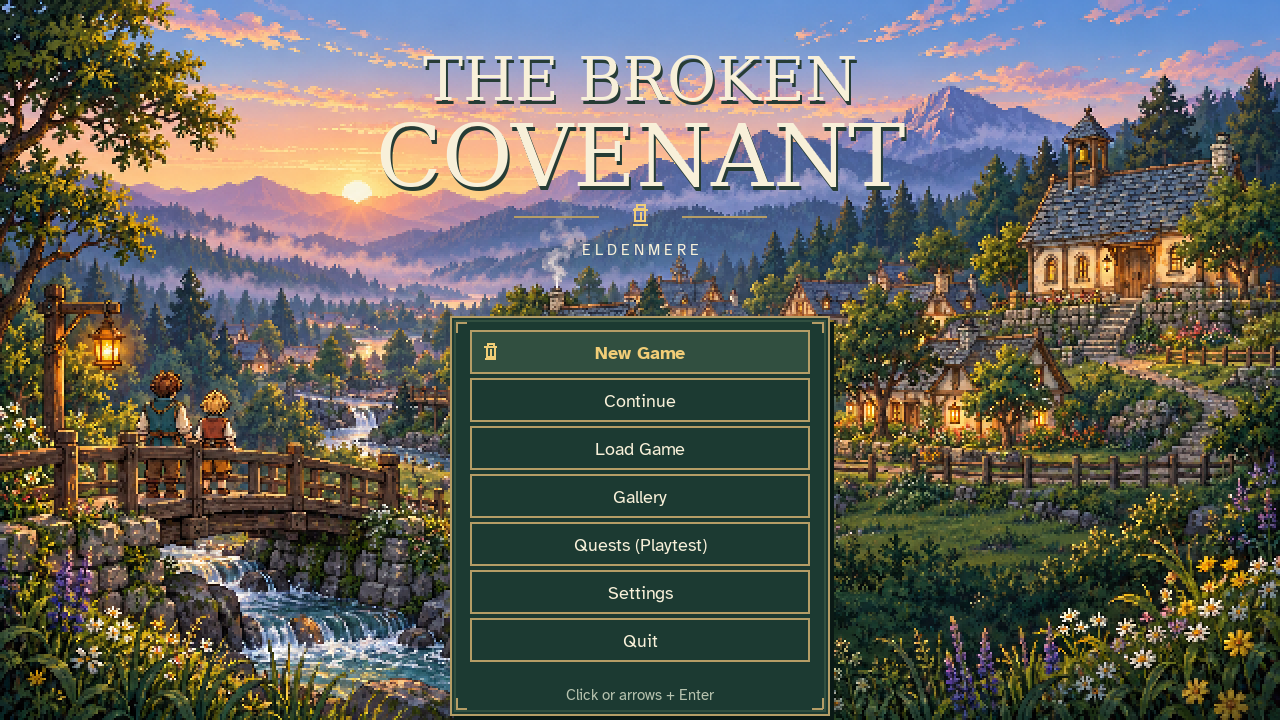 THE BROKEN
COVENANT
ELDENMERE
New Game
Continue
Load Game
Gallery
Quests (Playtest)
Settings
Quit
Click or arrows + Enter